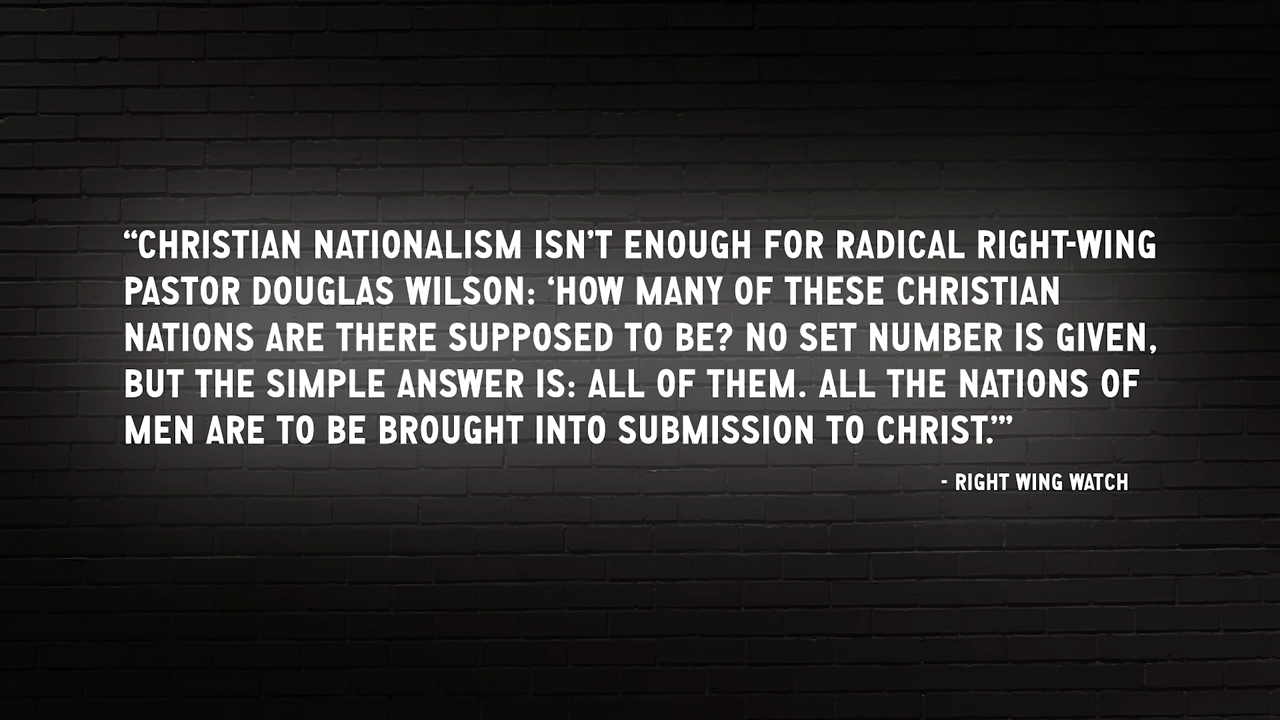 “CHRISTIAN NATIONALISM ISN’T ENOUGH FOR RADICAL RIGHT-WING
PASTOR DOUGLAS WILSON: ‘HOW MANY OF THESE CHRISTIAN
NATIONS ARE THERE SUPPOSED TO BE? NO SET NUMBER IS GIVEN,
BUT THE SIMPLE ANSWER IS: ALL OF THEM. ALL THE NATIONS OF
MEN ARE TO BE BROUGHT INTO SUBMISSION TO CHRIST.’”
- RIGHT WING WATCH